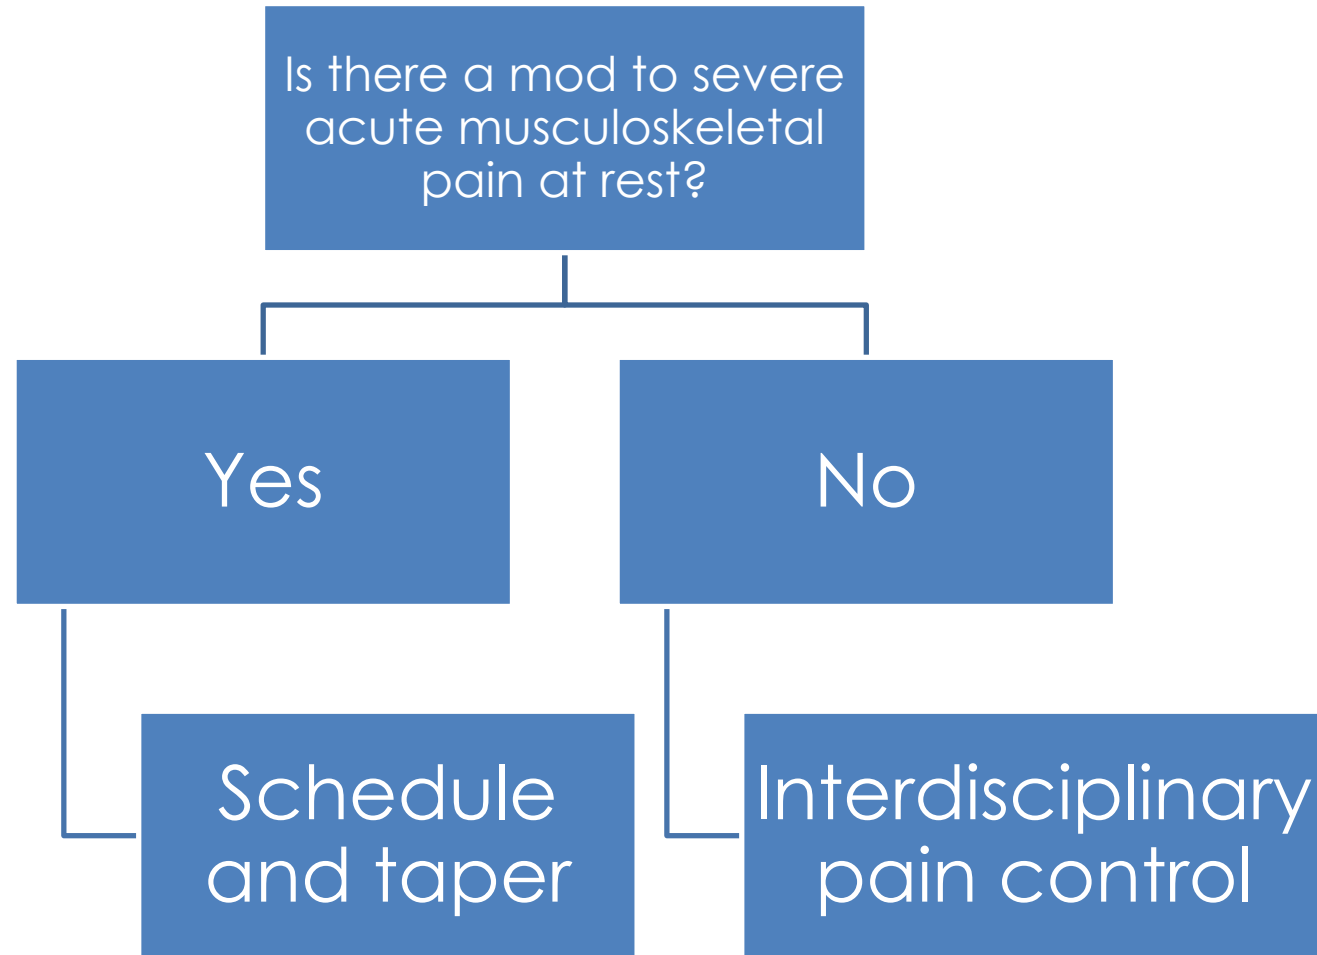 Is there a mod to severe
acute musculoskeletal
pain at rest?
Yes
No
Schedule
and taper
Interdisciplinary
pain control